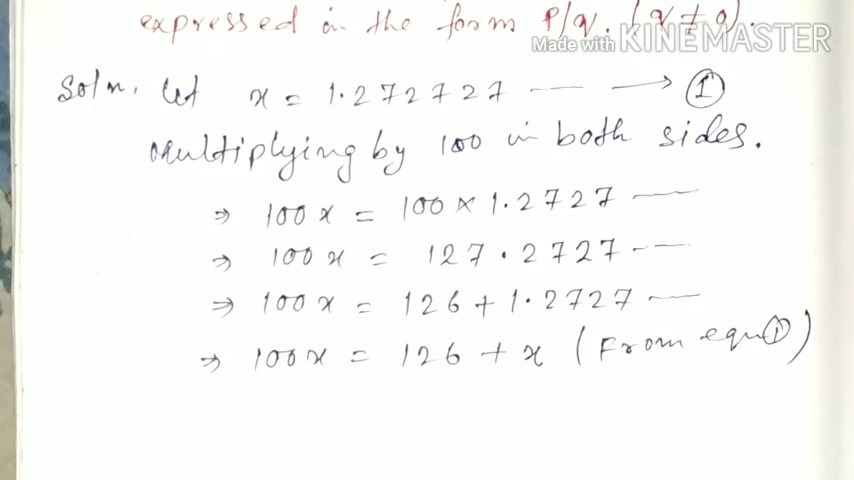 expressed in the form p/q. (q ≠ 0).
Made with KINEMASTER
Soln. Let x = 1.272727 ---- → ①
Multiplying by 100 in both sides.
⇒ 100x = 100 × 1.2727 ----
⇒ 100x = 127.2727 ----
⇒ 100x = 126 + 1.2727 ----
⇒ 100x = 126 + x (From equn ①)